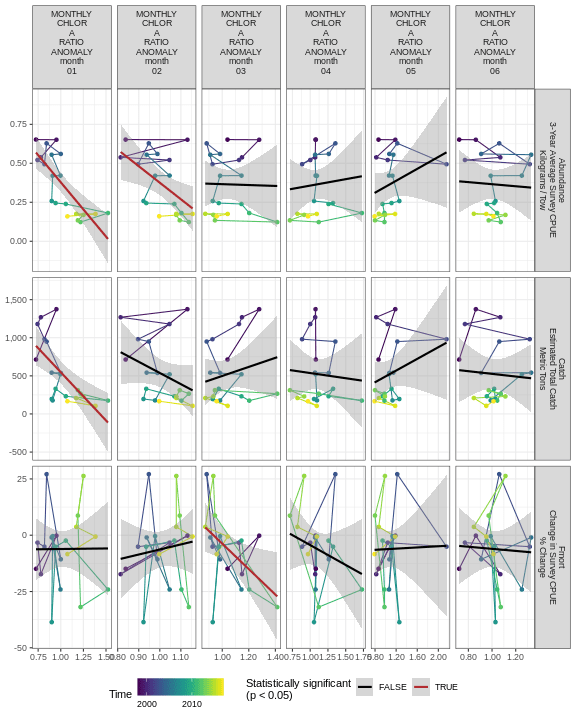 MONTHLY
CHLOR
A
RATIO
ANOMALY
month
01
MONTHLY
CHLOR
A
RATIO
ANOMALY
month
02
MONTHLY
CHLOR
A
RATIO
ANOMALY
month
03
MONTHLY
CHLOR
A
RATIO
ANOMALY
month
04
MONTHLY
CHLOR
A
RATIO
ANOMALY
month
05
MONTHLY
CHLOR
A
RATIO
ANOMALY
month
06
0.75
0.50
0.25
0.00
Abundance
3-Year Average Survey CPUE
Kilograms / Tow
1,500
1,000
500
0
-500
Catch
Estimated Total Catch
Metric Tons
25
0
-25
-50
Fmort
Change in Survey CPUE
% Change
0.75 1.00 1.25 1.50
0.80 0.90 1.00 1.10
1.00 1.20 1.40
0.75 1.00 1.25 1.50 1.75
0.80 1.20 1.60 2.00
0.80 1.00 1.20
Time
2000 2010
Statistically significant
(p < 0.05)
FALSE
TRUE